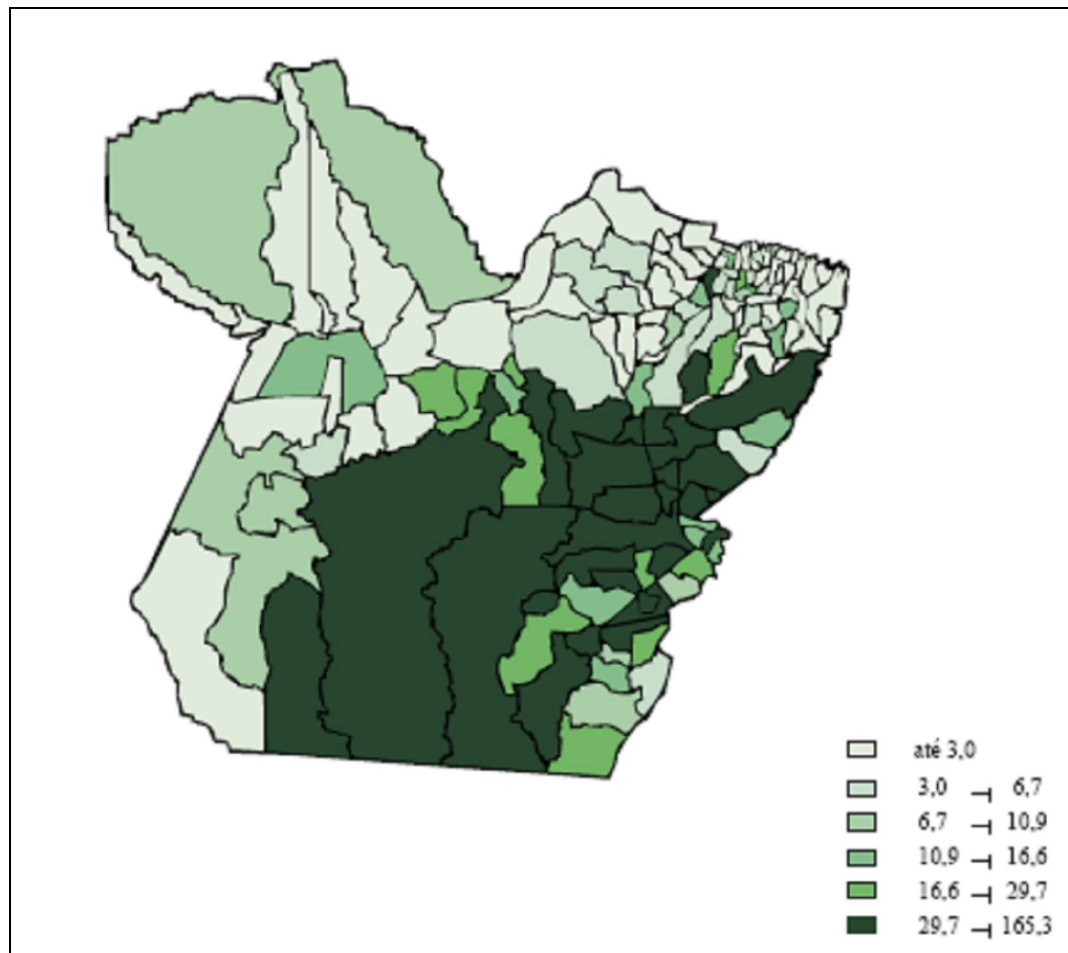 até 3,0
3,0 ⊣ 6,7
6,7 ⊣ 10,9
10,9 ⊣ 16,6
16,6 ⊣ 29,7
29,7 ⊣ 165,3